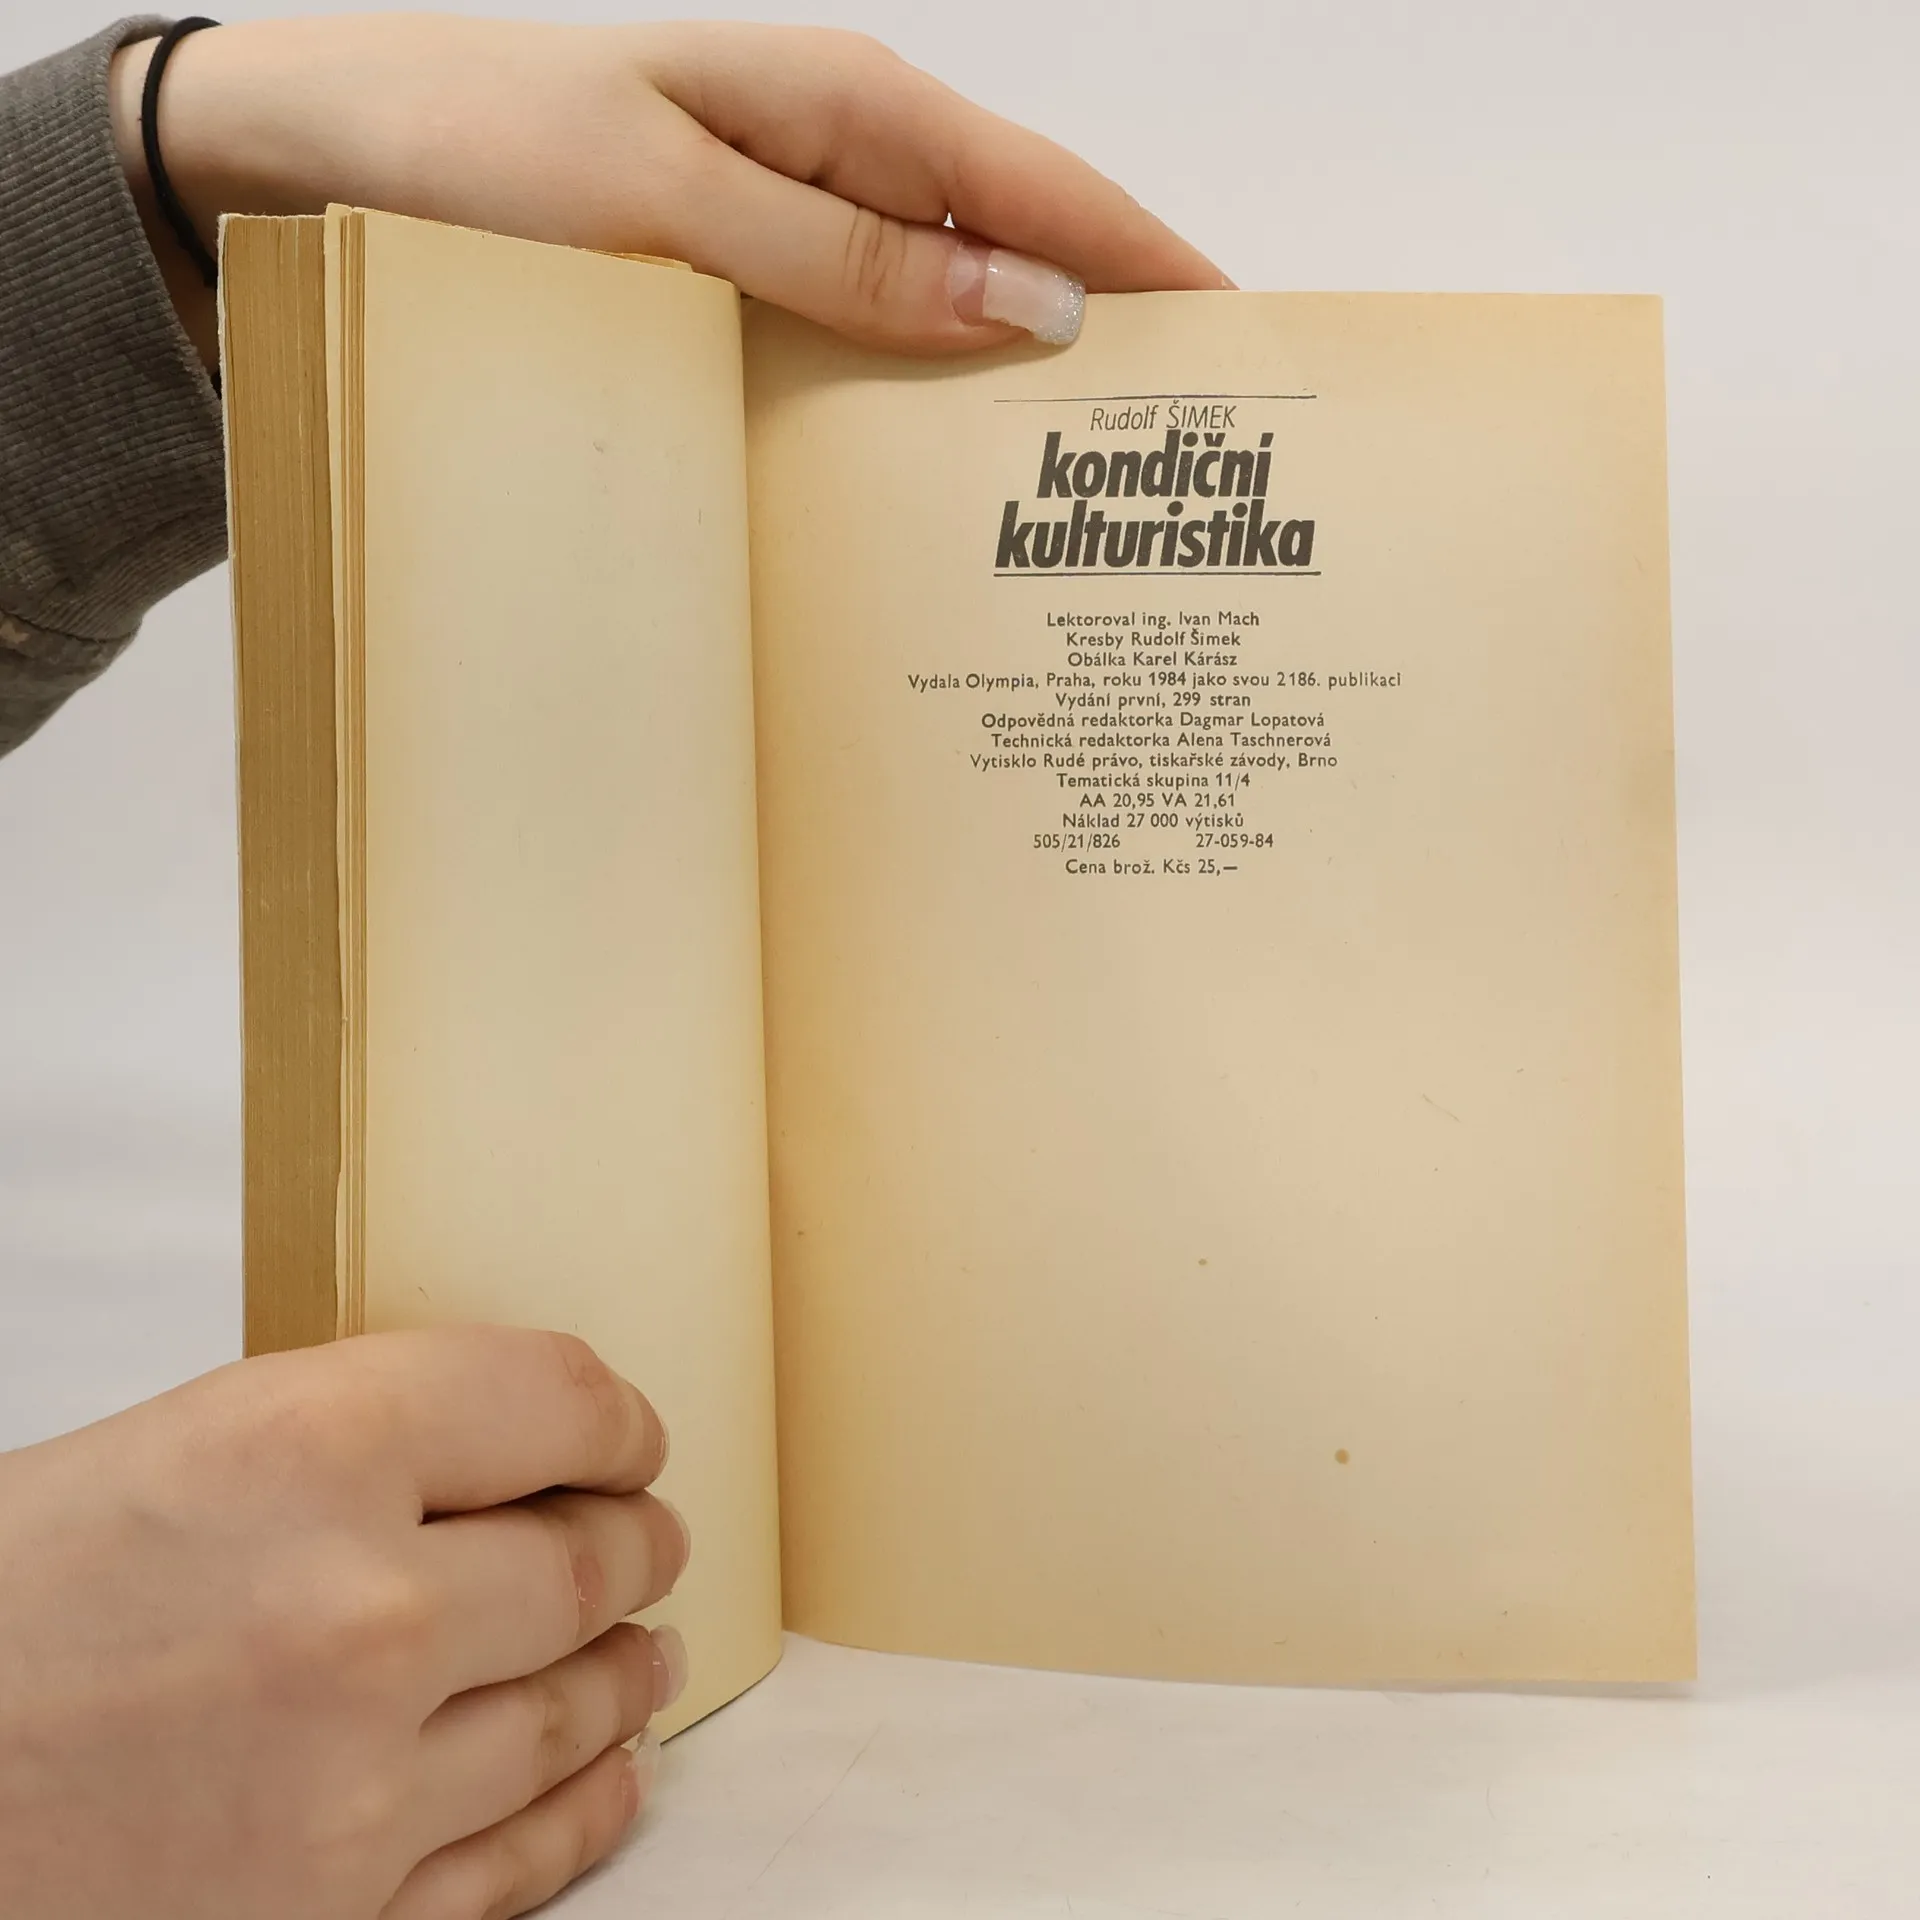 Rudolf ŠIMEK
kondiční
kulturistika
Lektoroval ing. Ivan Mach
Kresby Rudolf Šimek
Obálka Karel Kárász
Vydala Olympia, Praha, roku 1984 jako svou 2186. publikaci
Vydání první, 299 stran
Odpovědná redaktorka Dagmar Lopatová
Technická redaktorka Alena Taschnerová
Vytisklo Rudé právo, tiskařské závody, Brno
Tematická skupina 11/4
AA 20,95 VA 21,61
Náklad 27 000 výtisků
505/21/826 27-059-84
Cena brož. Kčs 25,—